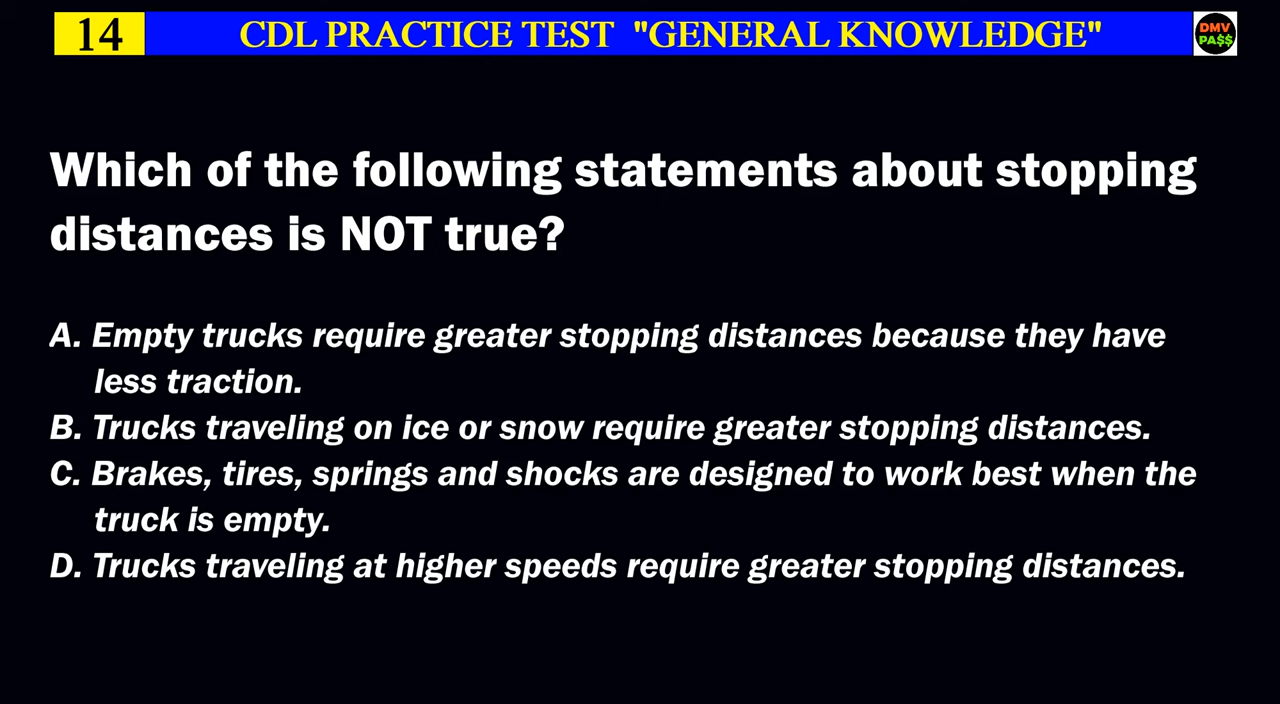 14
CDL PRACTICE TEST "GENERAL KNOWLEDGE"
DMV
PA$$
Which of the following statements about stopping
distances is NOT true?
A. Empty trucks require greater stopping distances because they have
less traction.
B. Trucks traveling on ice or snow require greater stopping distances.
C. Brakes, tires, springs and shocks are designed to work best when the
truck is empty.
D. Trucks traveling at higher speeds require greater stopping distances.